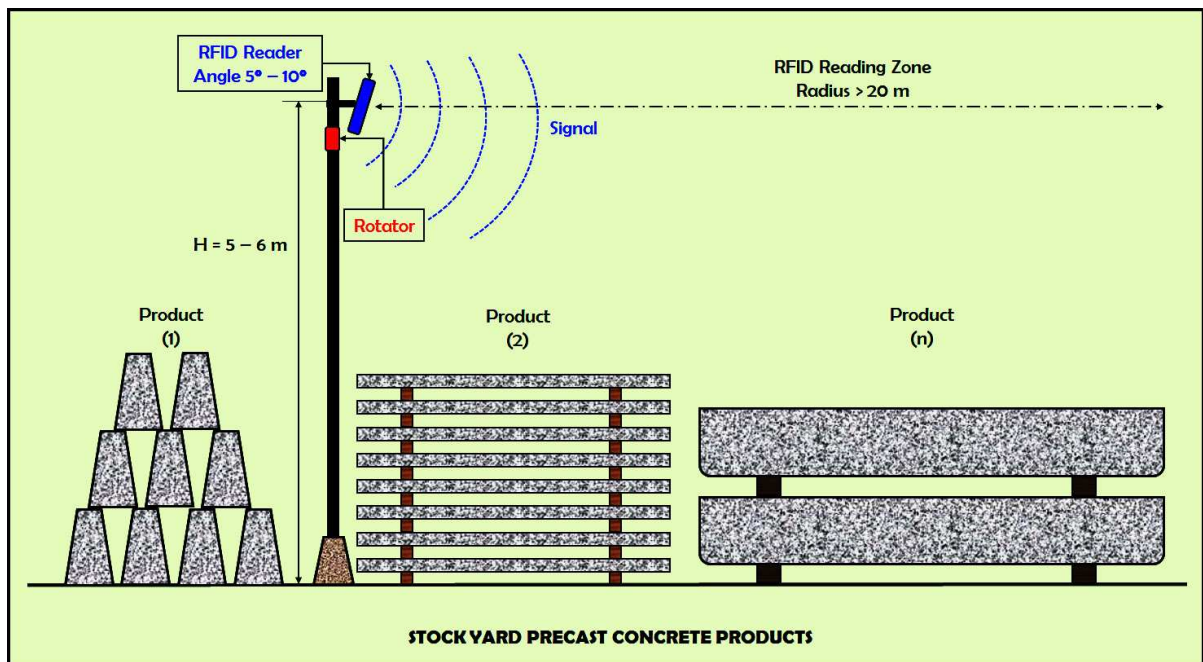 RFID Reader
Angle 5° – 10°
RFID Reading Zone
Radius > 20 m
Signal
Rotator
H = 5 – 6 m
Product
(1)
Product
(2)
Product
(n)
STOCK YARD PRECAST CONCRETE PRODUCTS